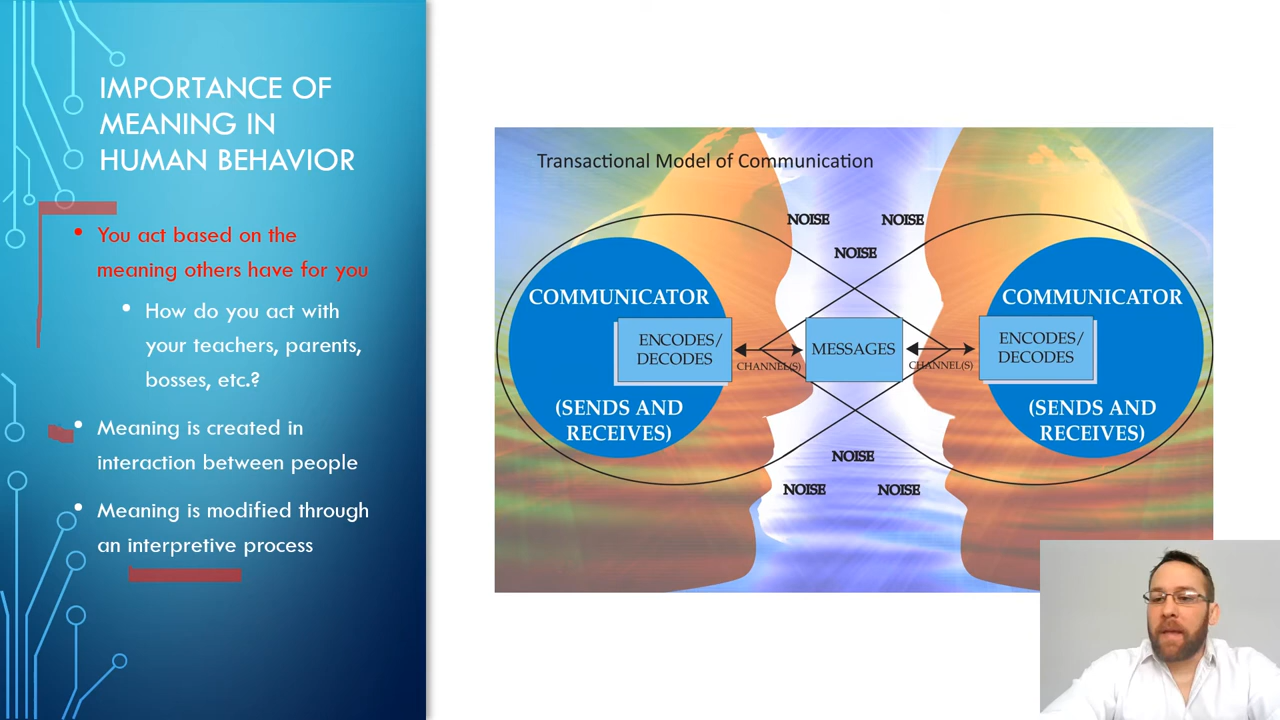 IMPORTANCE OF
MEANING IN
HUMAN BEHAVIOR
• You act based on the
meaning others have for you
• How do you act with
your teachers, parents,
bosses, etc.?
• Meaning is created in
interaction between people
• Meaning is modified through
an interpretive process
Transactional Model of Communication
NOISE NOISE
NOISE
COMMUNICATOR
ENCODES/
DECODES
(SENDS AND
RECEIVES)
CHANNEL(S)
MESSAGES
CHANNEL(S)
COMMUNICATOR
ENCODES/
DECODES
(SENDS AND
RECEIVES)
NOISE
NOISE NOISE